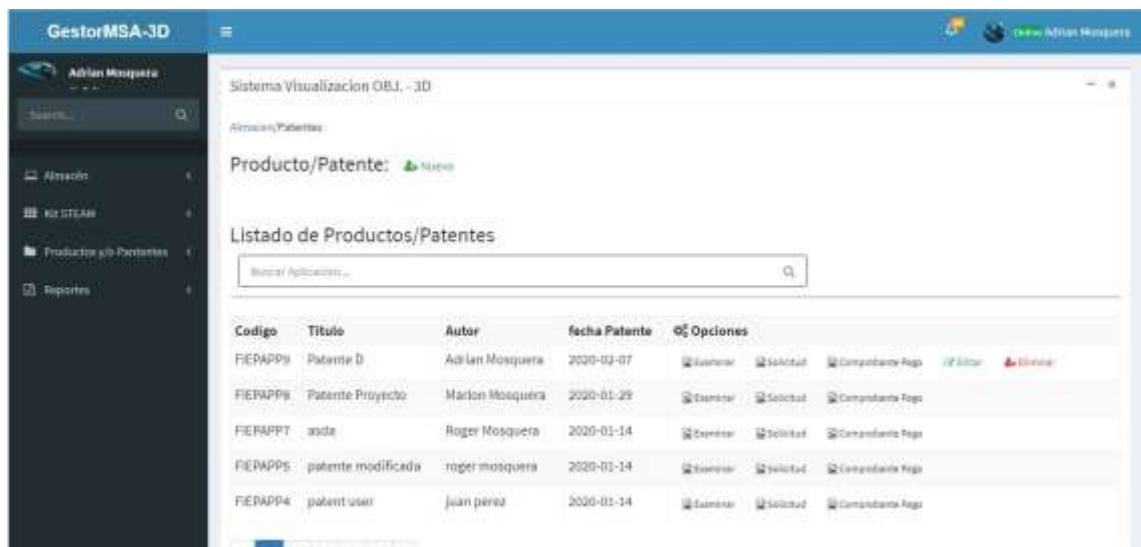 GestorMSA-3D
Online Adrian Mosquera
Adrian Mosquera
Search...
Almacén
Kit STEAM
Productos y/o Pantentes
Reportes
Sistema Visualizacion OBJ. - 3D
Almacen/Patentes
Producto/Patente: Nuevo
Listado de Productos/Patentes
Buscar Aplicacion...
Codigo Titulo Autor fecha Patente Opciones
FIEPAPP9 Patente D Adrian Mosquera 2020-02-07 Examinar Solicitud Comprobante Pago Editar Eliminar
FIEPAPP8 Patente Proyecto Marlon Mosquera 2020-01-29 Examinar Solicitud Comprobante Pago
FIEPAPP7 asda Roger Mosquera 2020-01-14 Examinar Solicitud Comprobante Pago
FIEPAPP5 patente modificada roger mosquera 2020-01-14 Examinar Solicitud Comprobante Pago
FIEPAPP4 patent user Juan perez 2020-01-14 Examinar Solicitud Comprobante Pago